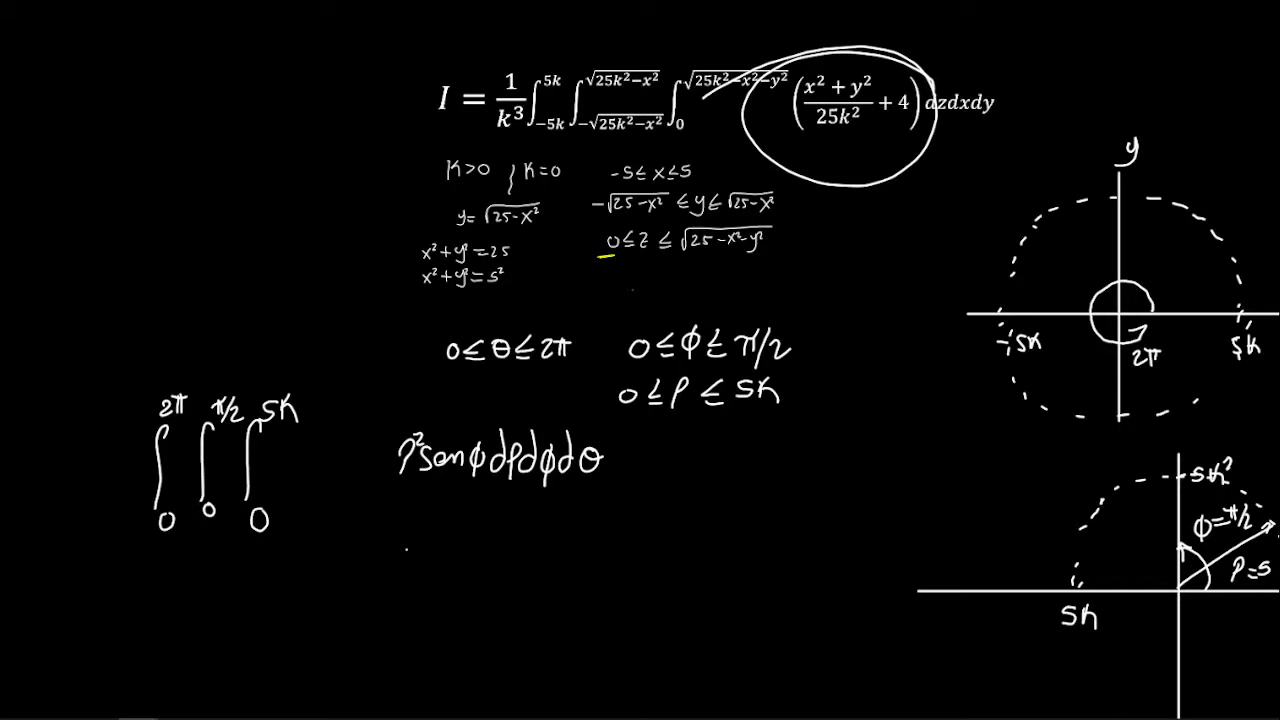 I = 1/k³ ∫_{-5k}^{5k} ∫_{-√(25k²−x²)}^{√(25k²−x²)} ∫_0^{√(25k²−x²−y²)} ((x² + y²)/(25k²) + 4) dzdxdy
K>0 } K=0
-5 ≤ x ≤ 5
y = √(25-x²)
-√(25-x²) ≤ y ≤ √(25-x²)
x²+y²=25
0 ≤ z ≤ √(25-x²-y²)
x²+y²=5²
0 ≤ θ ≤ 2π
0 ≤ ϕ ≤ π/2
0 ≤ ρ ≤ 5K
∫_0^{2π} ∫_0^{π/2} ∫_0^{5K} ρ² sen ϕ dρ dϕ dθ
y
-5K
2π
5K
ϕ=π/2
ρ=5
5K